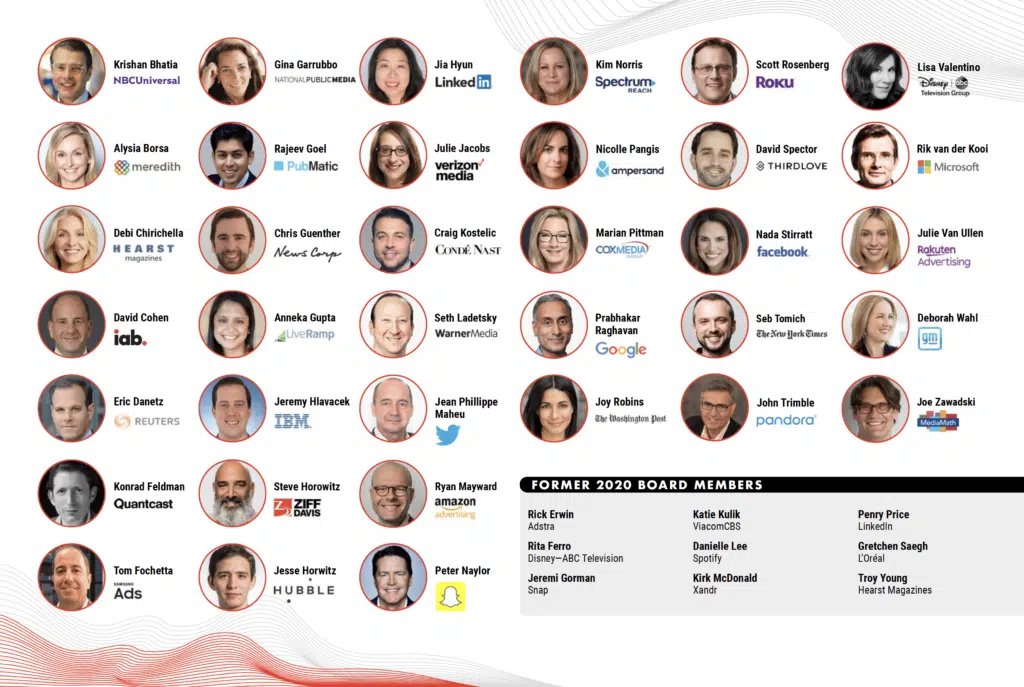 Krishan Bhatia
NBCUniversal
Gina Garrubbo
NATIONALPUBLICMEDIA
Jia Hyun
Linkedin
Kim Norris
Spectrum
REACH
Scott Rosenberg
ROKU
Lisa Valentino
Disney abc
Television Group
Alysia Borsa
meredith
Rajeev Goel
PubMatic
Julie Jacobs
verizon
media
Nicolle Pangis
ampersand
David Spector
THIRDLOVE
Rik van der Kooi
Microsoft
Debi Chirichella
HEARST
magazines
Chris Guenther
News Corp
Craig Kostelic
CONDÉ NAST
Marian Pittman
COXMEDIA
GROUP
Nada Stirratt
facebook
Julie Van Ullen
Rakuten
Advertising
David Cohen
iab.
Anneka Gupta
LiveRamp
Seth Ladetsky
WarnerMedia
Prabhakar
Raghavan
Google
Seb Tomich
The New York Times
Deborah Wahl
gm
Eric Danetz
REUTERS
Jeremy Hlavacek
IBM
Jean Phillippe
Maheu
Joy Robins
The Washington Post
John Trimble
pandora
Joe Zawadski
MediaMath
Konrad Feldman
Quantcast
Steve Horowitz
ZIFF
DAVIS
Ryan Mayward
amazon
advertising
Tom Fochetta
SAMSUNG
Ads
Jesse Horwitz
HUBBLE
Peter Naylor
FORMER 2020 BOARD MEMBERS
Rick Erwin
Adstra
Katie Kulik
ViacomCBS
Penry Price
LinkedIn
Rita Ferro
Disney—ABC Television
Danielle Lee
Spotify
Gretchen Saegh
L'Oréal
Jeremi Gorman
Snap
Kirk McDonald
Xandr
Troy Young
Hearst Magazines